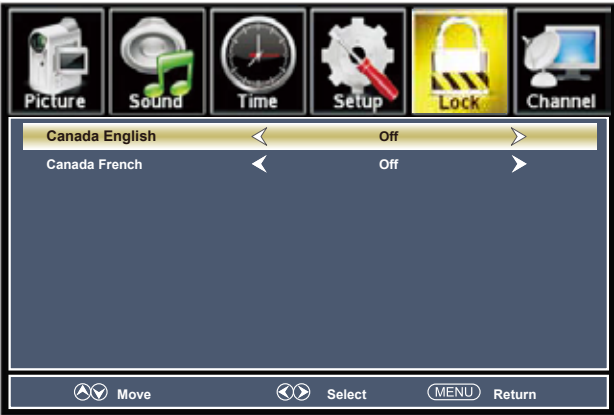 Picture Sound Time Setup Lock Channel
Canada English Off
Canada French Off
Move Select MENU Return